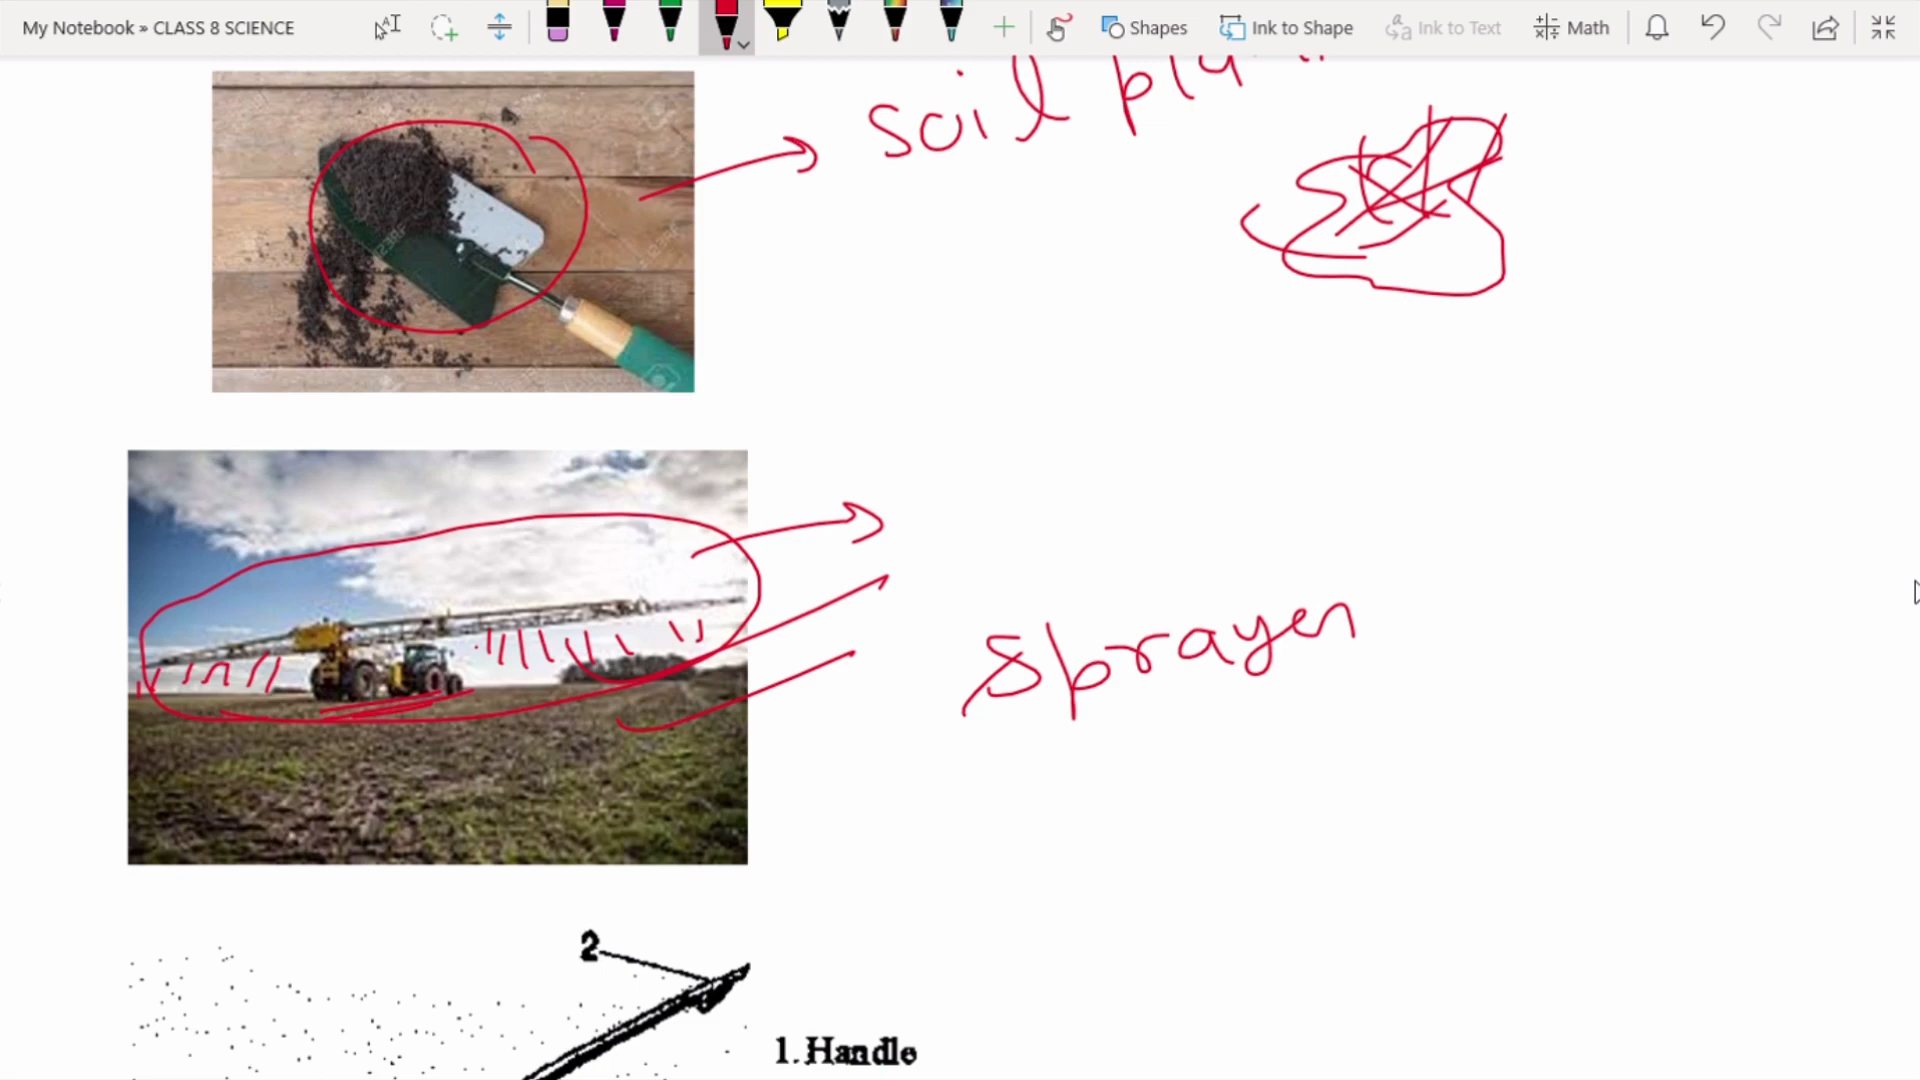 My Notebook » CLASS 8 SCIENCE
Shapes
Ink to Shape
Ink to Text
Math
Soil
Sprayer
2
1. Handle